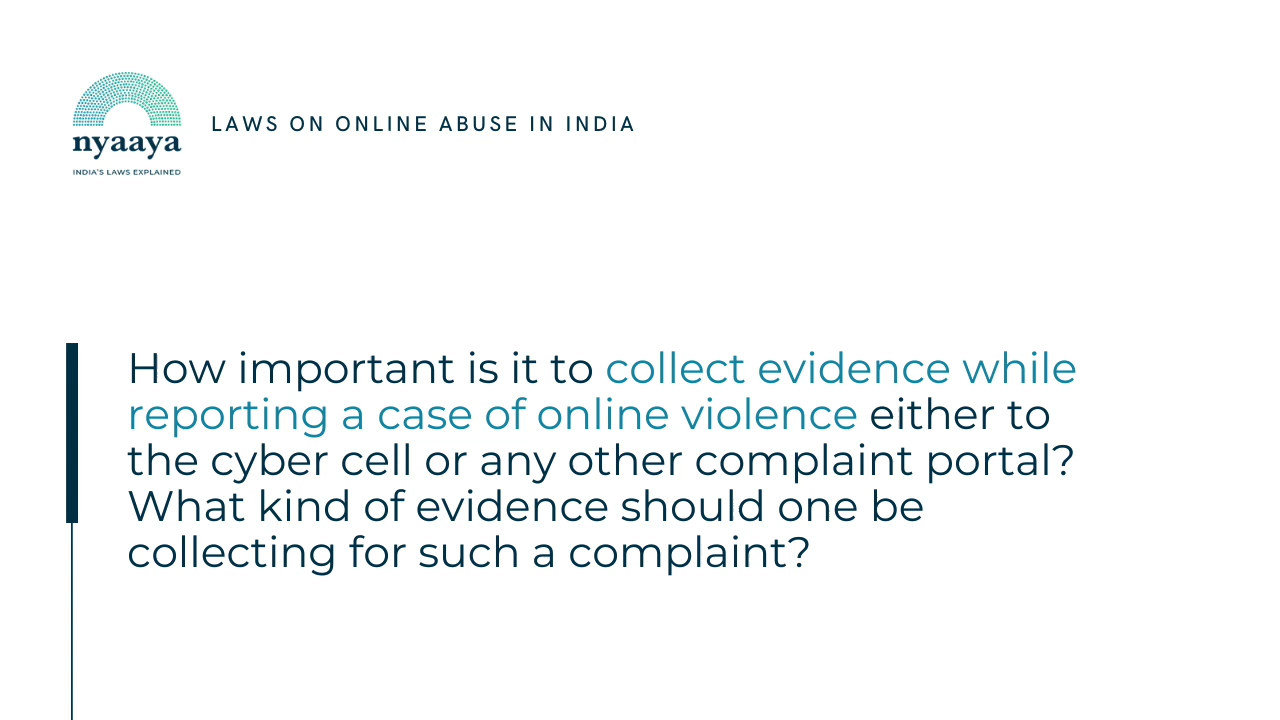 nyaaya
INDIA'S LAWS EXPLAINED
LAWS ON ONLINE ABUSE IN INDIA
How important is it to collect evidence while
reporting a case of online violence either to
the cyber cell or any other complaint portal?
What kind of evidence should one be
collecting for such a complaint?